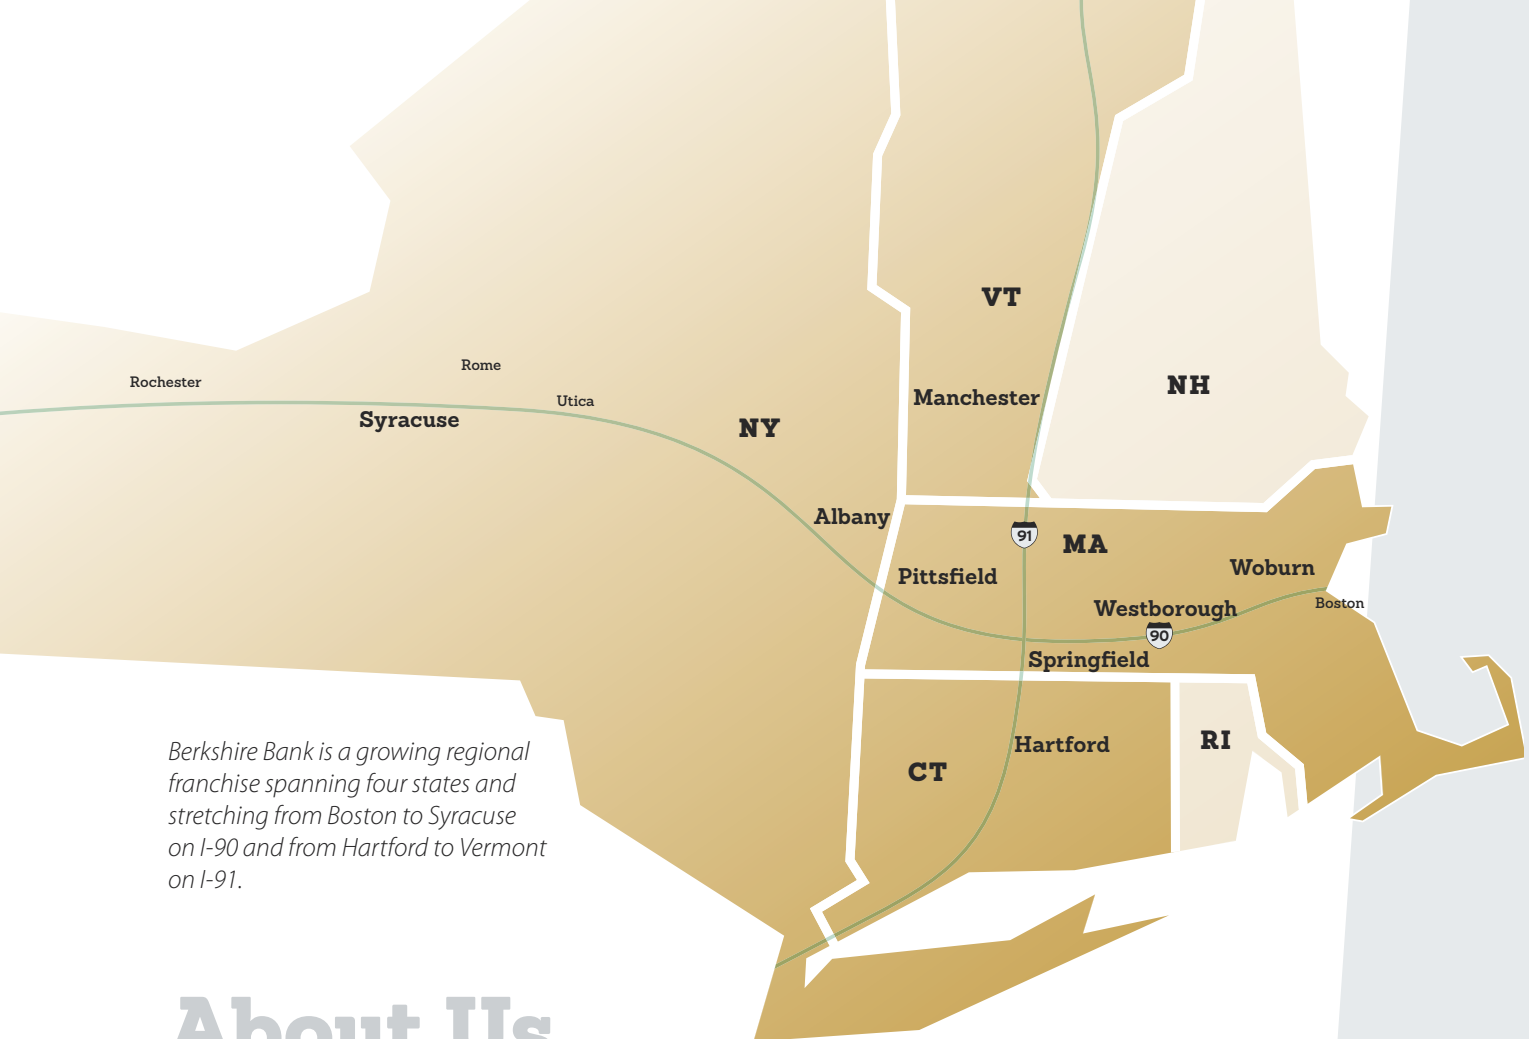 VT
Rome
Rochester
NH
Manchester
Utica
Syracuse
NY
Albany
91
MA
Woburn
Pittsfield
Boston
Westborough
90
Springfield
RI
Hartford
CT
Berkshire Bank is a growing regional
franchise spanning four states and
stretching from Boston to Syracuse
on I-90 and from Hartford to Vermont
on I-91.
About Us